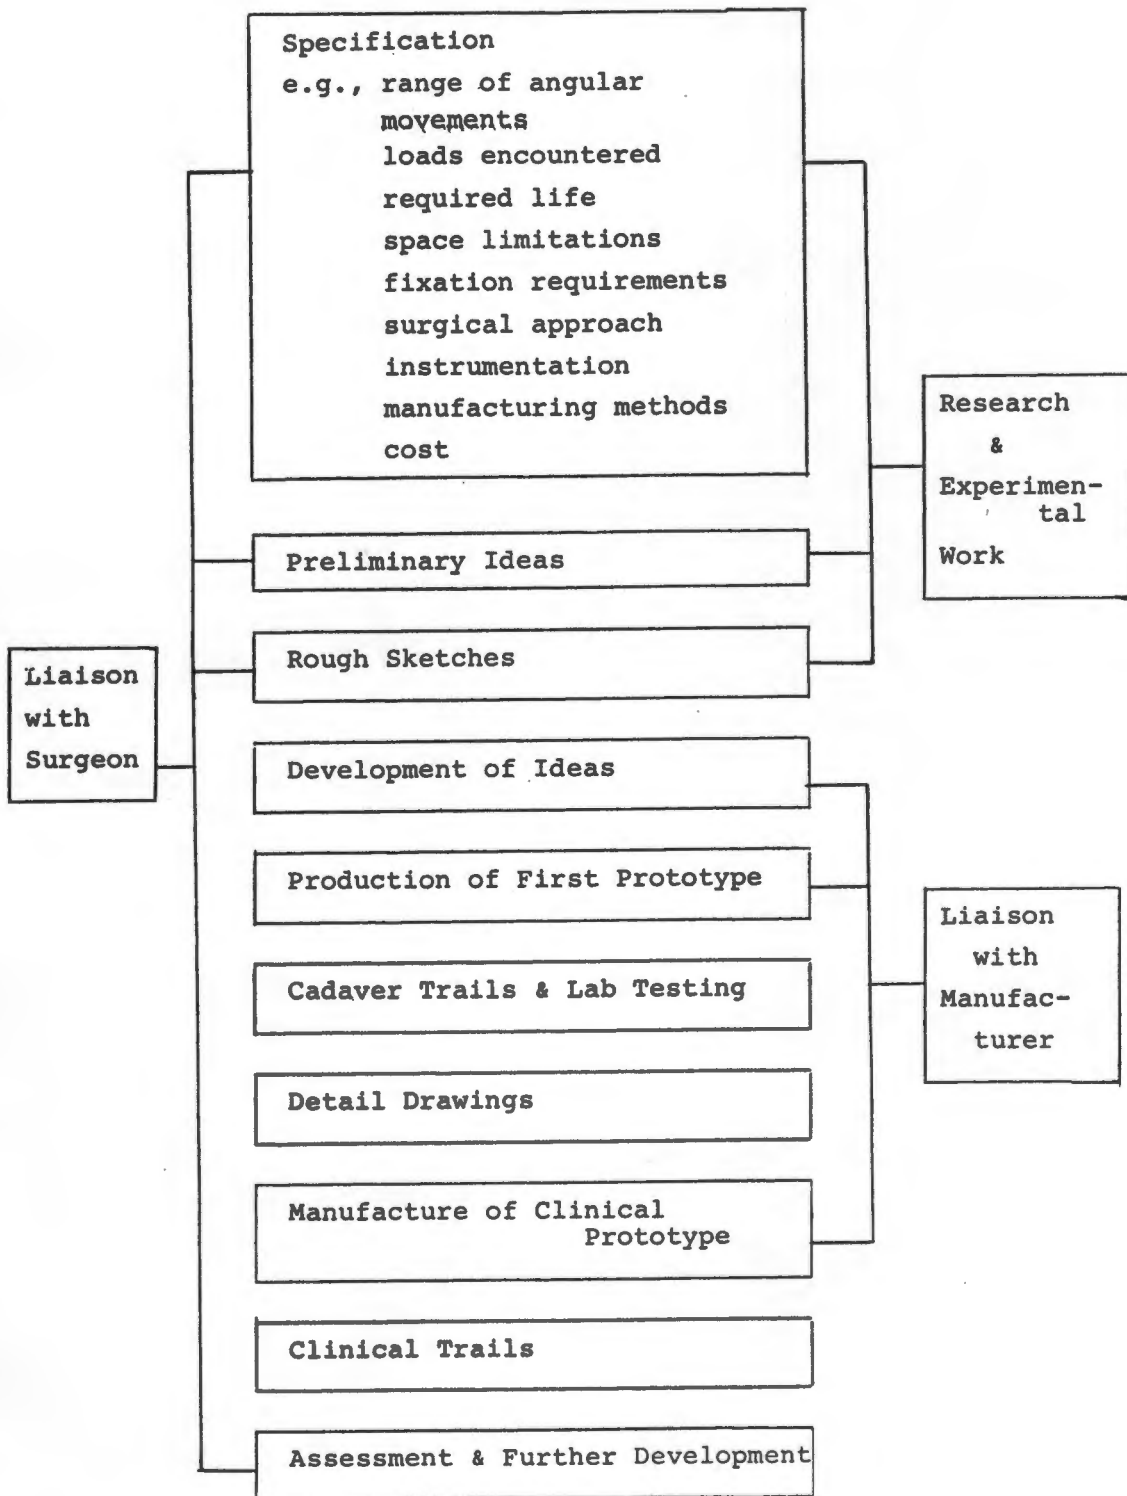 Specification
e.g., range of angular
movements
loads encountered
required life
space limitations
fixation requirements
surgical approach
instrumentation
manufacturing methods
cost
Research
&
Experimen-
tal
Work
Preliminary Ideas
Rough Sketches
Liaison
with
Surgeon
Development of Ideas
Production of First Prototype
Liaison
with
Manufac-
turer
Cadaver Trails & Lab Testing
Detail Drawings
Manufacture of Clinical
Prototype
Clinical Trails
Assessment & Further Development